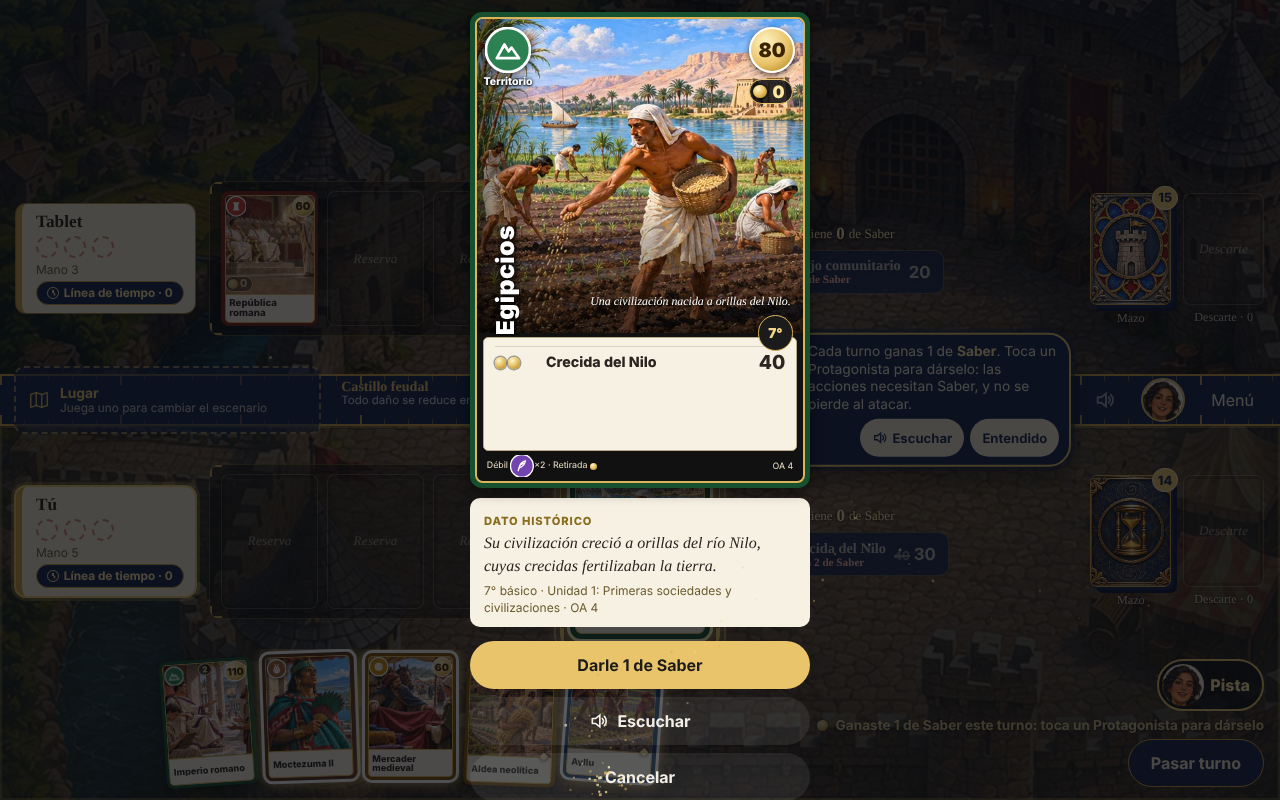 Territorio
80
0
Egipcios
Una civilización nacida a orillas del Nilo.
7°
Crecida del Nilo
40
Débil ×2 · Retirada
OA 4
DATO HISTÓRICO
Su civilización creció a orillas del río Nilo,
cuyas crecidas fertilizaban la tierra.
7° básico · Unidad 1: Primeras sociedades y
civilizaciones · OA 4
Darle 1 de Saber
Escuchar
Cancelar
Tablet
Mano 3
Línea de tiempo · 0
60
0
República
romana
Reserva
iene 0 de Saber
jo comunitario 20
de Saber
15
Mazo
Descarte
Descarte · 0
Lugar
Juega uno para cambiar el escenario
Castillo feudal
Todo daño se reduce e
Cada turno ganas 1 de Saber. Toca un
Protagonista para dárselo: las
acciones necesitan Saber, y no se
pierde al atacar.
Escuchar
Entendido
Menú
Tú
Mano 5
Línea de tiempo · 0
Reserva
Reserva
iene 0 de Saber
cida del Nilo 40 30
2 de Saber
14
Mazo
Descarte
Descarte · 0
2
110
Imperio romano
Moctezuma II
60
Mercader
medieval
Aldea neolítica
Ayllu
Pista
Ganaste 1 de Saber este turno: toca un Protagonista para dárselo
Pasar turno